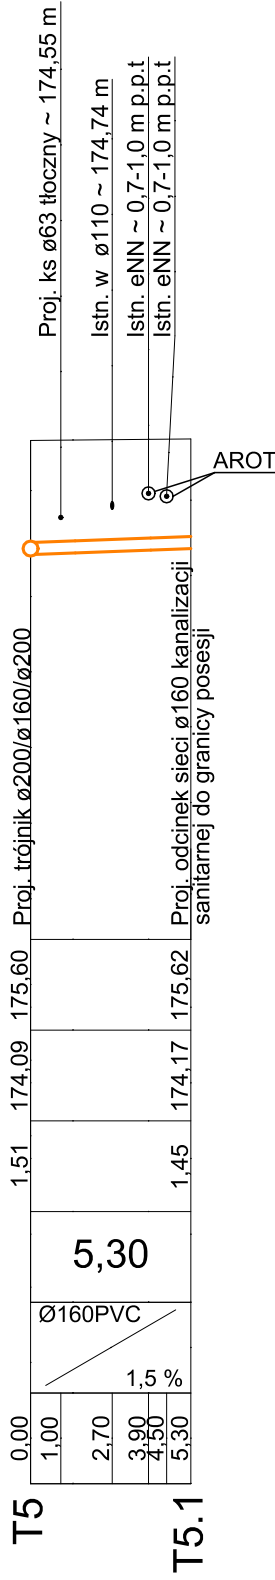 Proj. ks ø63 tłoczny ~ 174,55 m
Istn. w  ø110 ~ 174,74 m
Istn. eNN ~ 0,7-1,0 m p.p.t
Istn. eNN ~ 0,7-1,0 m p.p.t
AROT
Proj. trójnik ø200/ø160/ø200
Proj. odcinek sieci ø160 kanalizacji
sanitarnej do granicy posesji
175,60
175,62
174,09
174,17
1,51
1,45
5,30
Ø160PVC
1,5 %
0,00
1,00
2,70
3,90
4,50
5,30
T5
T5.1